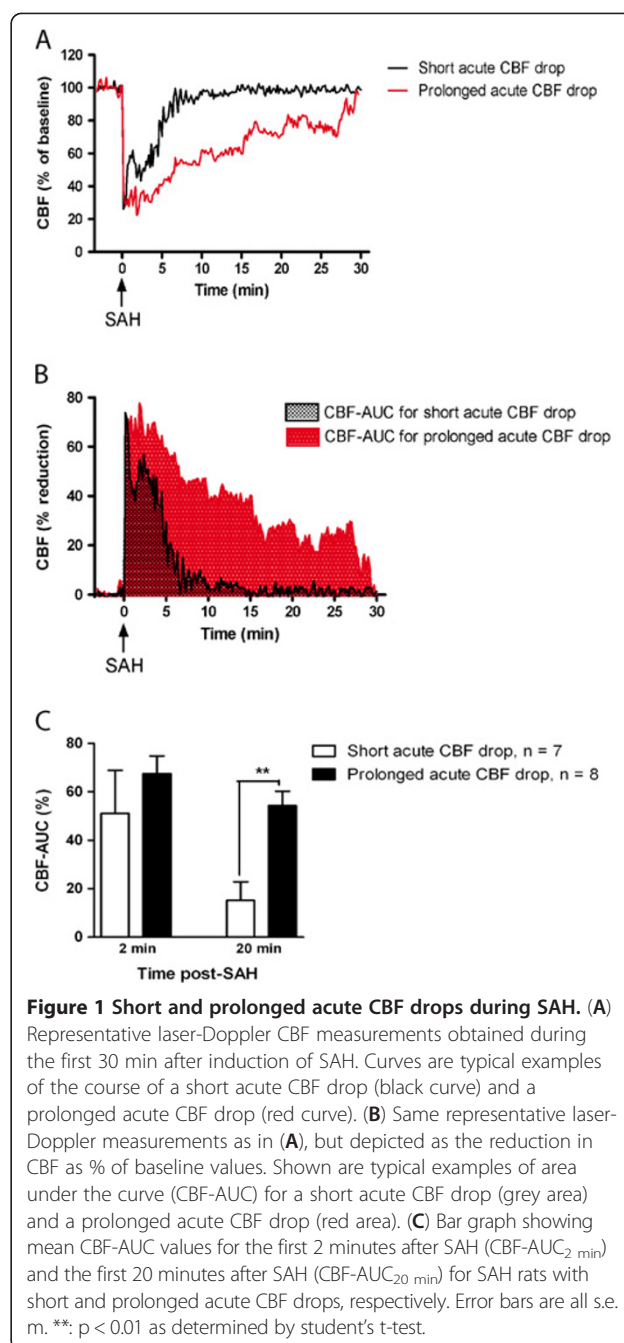 A
120
100
80
60
40
20
0
CBF (% of baseline)
Short acute CBF drop
Prolonged acute CBF drop
0 5 10 15 20 25 30
Time (min)
SAH
B
80
60
40
20
0
CBF (% reduction)
CBF-AUC for short acute CBF drop
CBF-AUC for prolonged acute CBF drop
0 5 10 15 20 25 30
Time (min)
SAH
C
80
60
40
20
0
CBF-AUC (%)
Short acute CBF drop, n = 7
Prolonged acute CBF drop, n = 8
**
2 min 20 min
Time post-SAH
Figure 1 Short and prolonged acute CBF drops during SAH. (A)
Representative laser-Doppler CBF measurements obtained during
the first 30 min after induction of SAH. Curves are typical examples
of the course of a short acute CBF drop (black curve) and a
prolonged acute CBF drop (red curve). (B) Same representative laser-
Doppler measurements as in (A), but depicted as the reduction in
CBF as % of baseline values. Shown are typical examples of area
under the curve (CBF-AUC) for a short acute CBF drop (grey area)
and a prolonged acute CBF drop (red area). (C) Bar graph showing
mean CBF-AUC values for the first 2 minutes after SAH (CBF-AUC2 min)
and the first 20 minutes after SAH (CBF-AUC20 min) for SAH rats with
short and prolonged acute CBF drops, respectively. Error bars are all s.e.
m. **: p < 0.01 as determined by student's t-test.